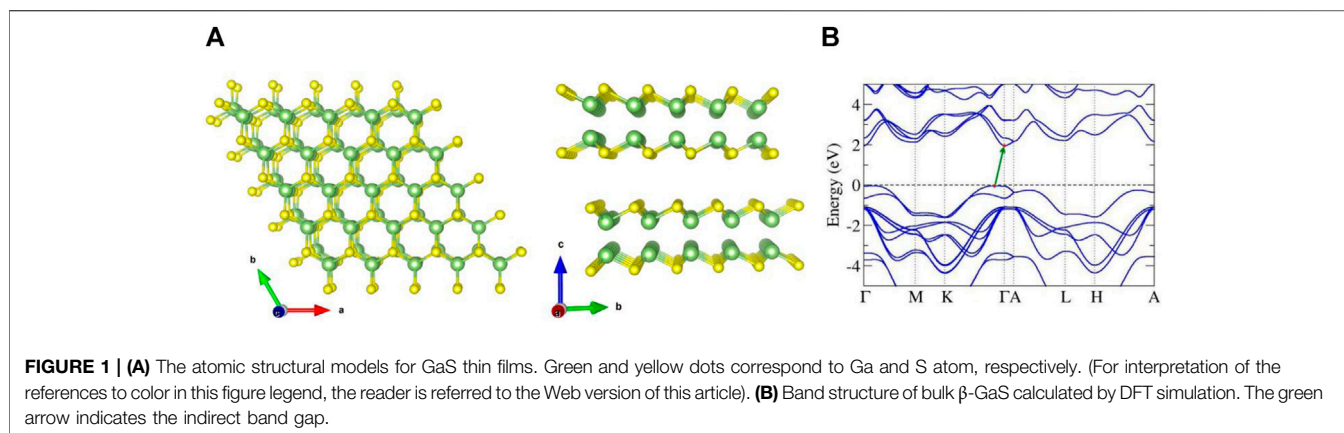 A
B
b
a
c
a
b
Energy (eV)
4
2
0
-2
-4
Γ M K Γ A L H A
FIGURE 1 | (A) The atomic structural models for GaS thin films. Green and yellow dots correspond to Ga and S atom, respectively. (For interpretation of the
references to color in this figure legend, the reader is referred to the Web version of this article). (B) Band structure of bulk β-GaS calculated by DFT simulation. The green
arrow indicates the indirect band gap.